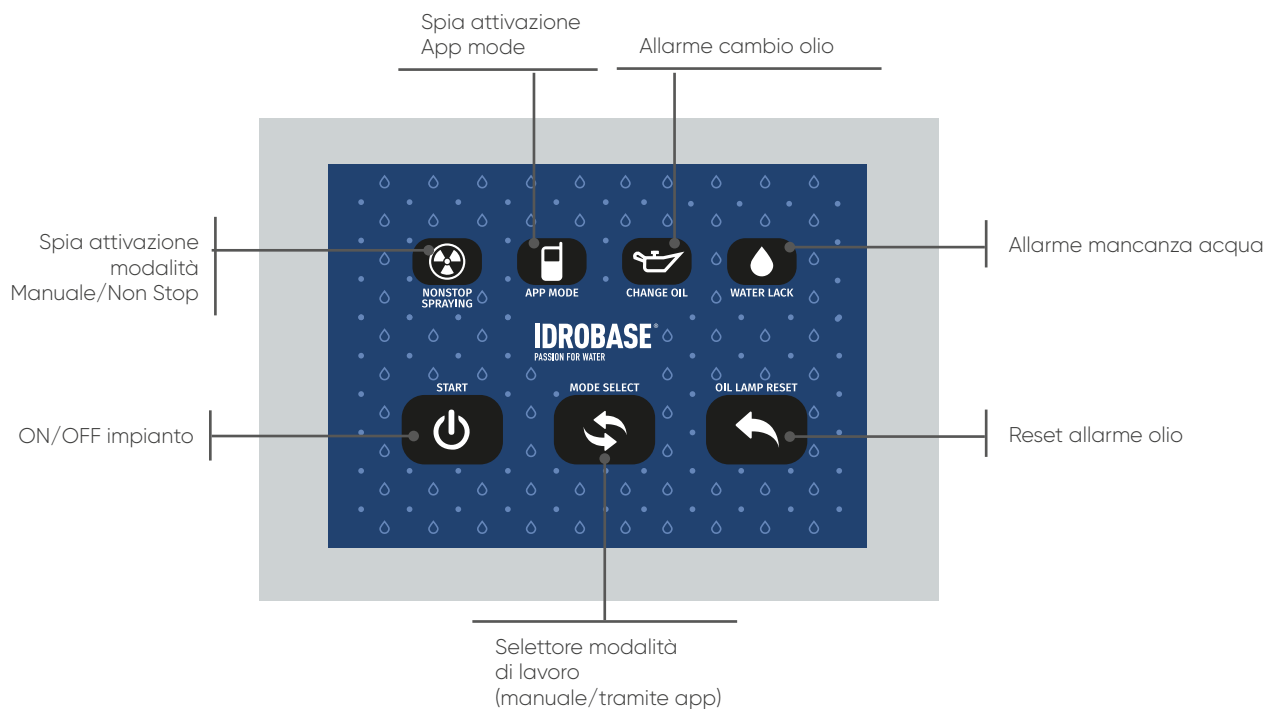 Spia attivazione
App mode
Allarme cambio olio
Spia attivazione
modalità
Manuale/Non Stop
Allarme mancanza acqua
NONSTOP
SPRAYING
APP MODE
CHANGE OIL
WATER LACK
IDROBASE®
PASSION FOR WATER
START
MODE SELECT
OIL LAMP RESET
ON/OFF impianto
Reset allarme olio
Selettore modalità
di lavoro
(manuale/tramite app)